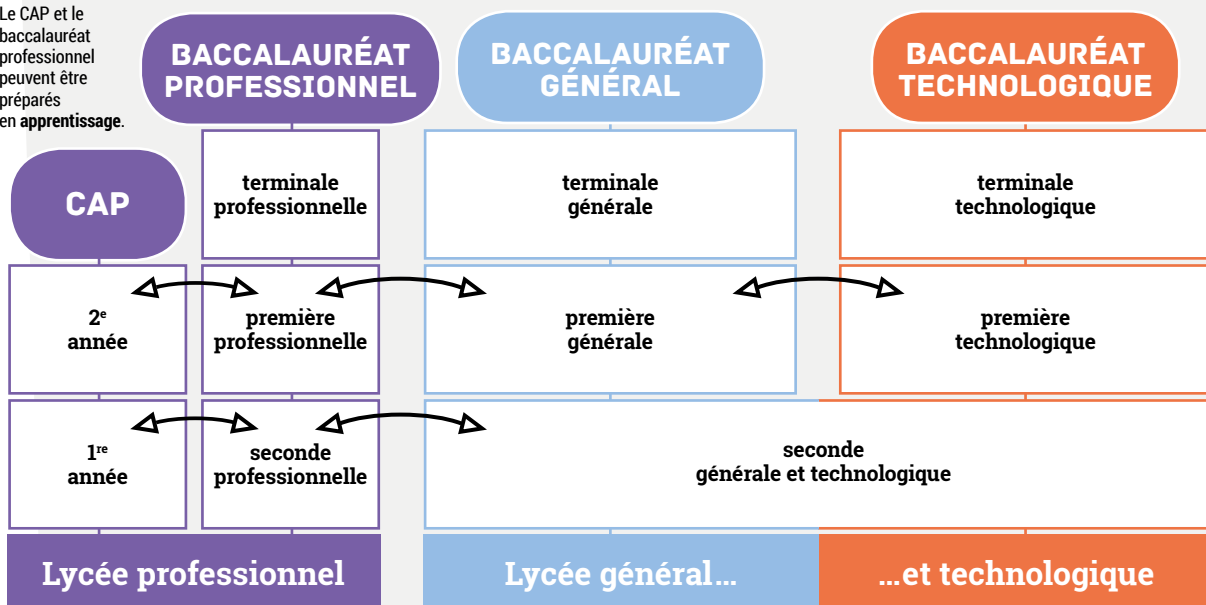 Le CAP et le
baccalauréat
professionnel
peuvent être
préparés
en apprentissage.
BACCALAURÉAT
PROFESSIONNEL
BACCALAURÉAT
GÉNÉRAL
BACCALAURÉAT
TECHNOLOGIQUE
CAP
terminale
professionnelle
terminale
générale
terminale
technologique
2e
année
première
professionnelle
première
générale
première
technologique
1re
année
seconde
professionnelle
seconde
générale et technologique
Lycée professionnel
Lycée général...
...et technologique